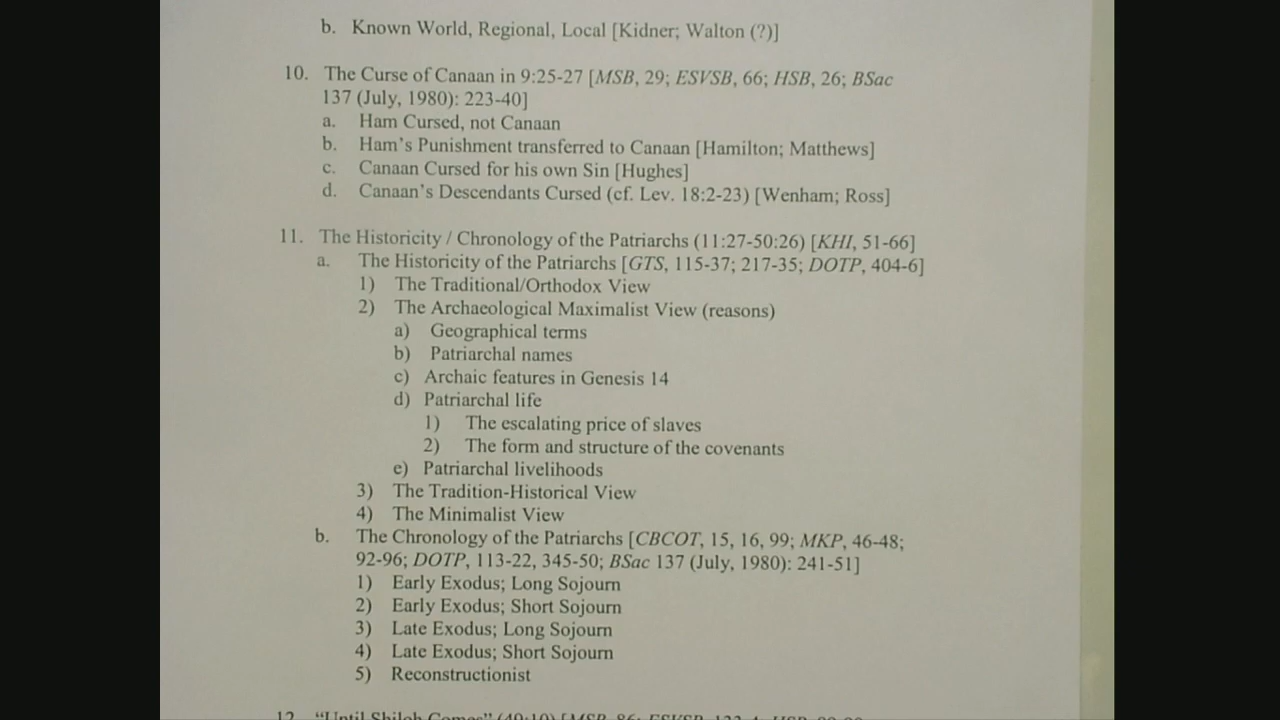 b. Known World, Regional, Local [Kidner; Walton (?)]
10. The Curse of Canaan in 9:25-27 [MSB, 29; ESVSB, 66; HSB, 26; BSac
137 (July, 1980): 223-40]
a. Ham Cursed, not Canaan
b. Ham's Punishment transferred to Canaan [Hamilton; Matthews]
c. Canaan Cursed for his own Sin [Hughes]
d. Canaan's Descendants Cursed (cf. Lev. 18:2-23) [Wenham; Ross]
11. The Historicity / Chronology of the Patriarchs (11:27-50:26) [KHI, 51-66]
a. The Historicity of the Patriarchs [GTS, 115-37; 217-35; DOTP, 404-6]
1) The Traditional/Orthodox View
2) The Archaeological Maximalist View (reasons)
a) Geographical terms
b) Patriarchal names
c) Archaic features in Genesis 14
d) Patriarchal life
1) The escalating price of slaves
2) The form and structure of the covenants
e) Patriarchal livelihoods
3) The Tradition-Historical View
4) The Minimalist View
b. The Chronology of the Patriarchs [CBCOT, 15, 16, 99; MKP, 46-48;
92-96; DOTP, 113-22, 345-50; BSac 137 (July, 1980): 241-51]
1) Early Exodus; Long Sojourn
2) Early Exodus; Short Sojourn
3) Late Exodus; Long Sojourn
4) Late Exodus; Short Sojourn
5) Reconstructionist
12. "Until Shiloh Comes" (49:10) [MSB, 86; ESVSB,